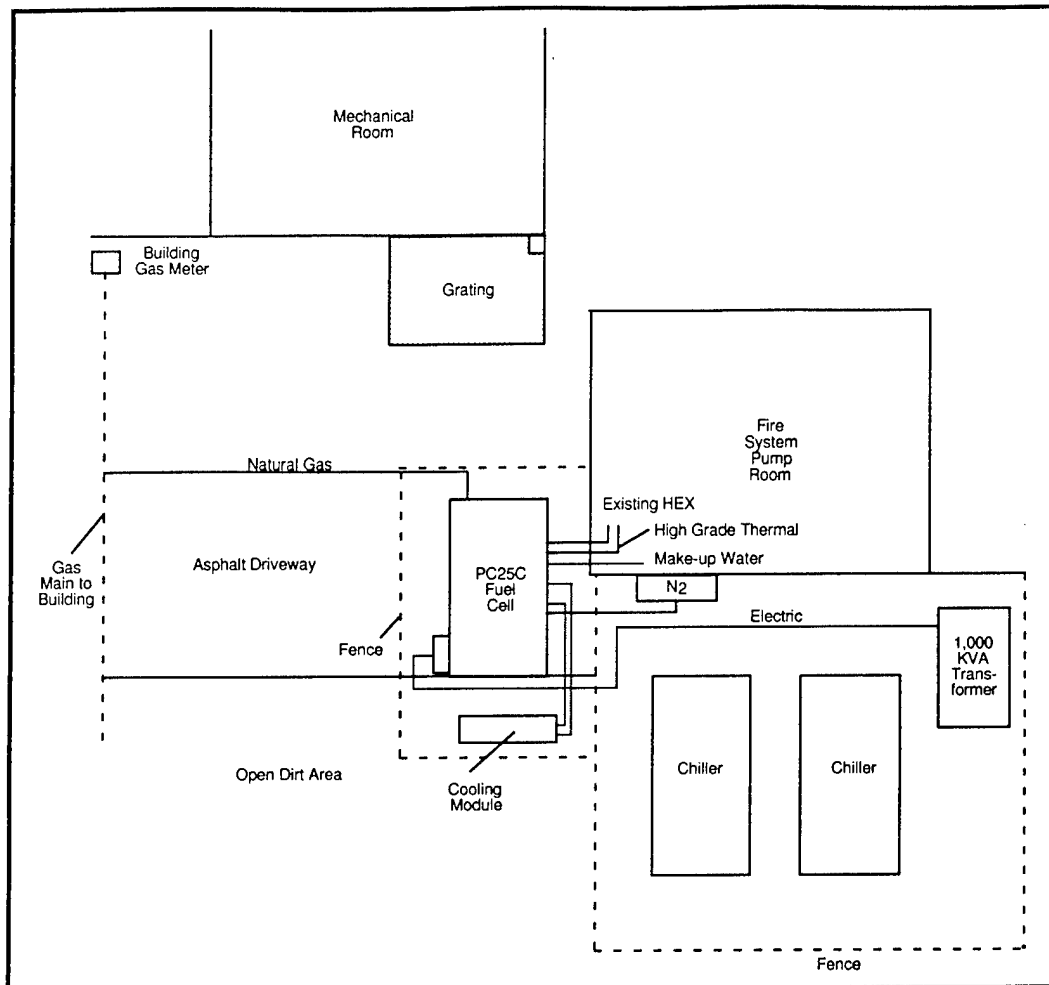 Mechanical
Room
Building
Gas Meter
Grating
Fire
System
Pump
Room
Natural Gas
Existing HEX
High Grade Thermal
Make-up Water
Gas
Main to
Building
Asphalt Driveway
PC25C
Fuel
Cell
N2
Fence
Electric
1,000
KVA
Trans-
former
Open Dirt Area
Cooling
Module
Chiller
Chiller
Fence